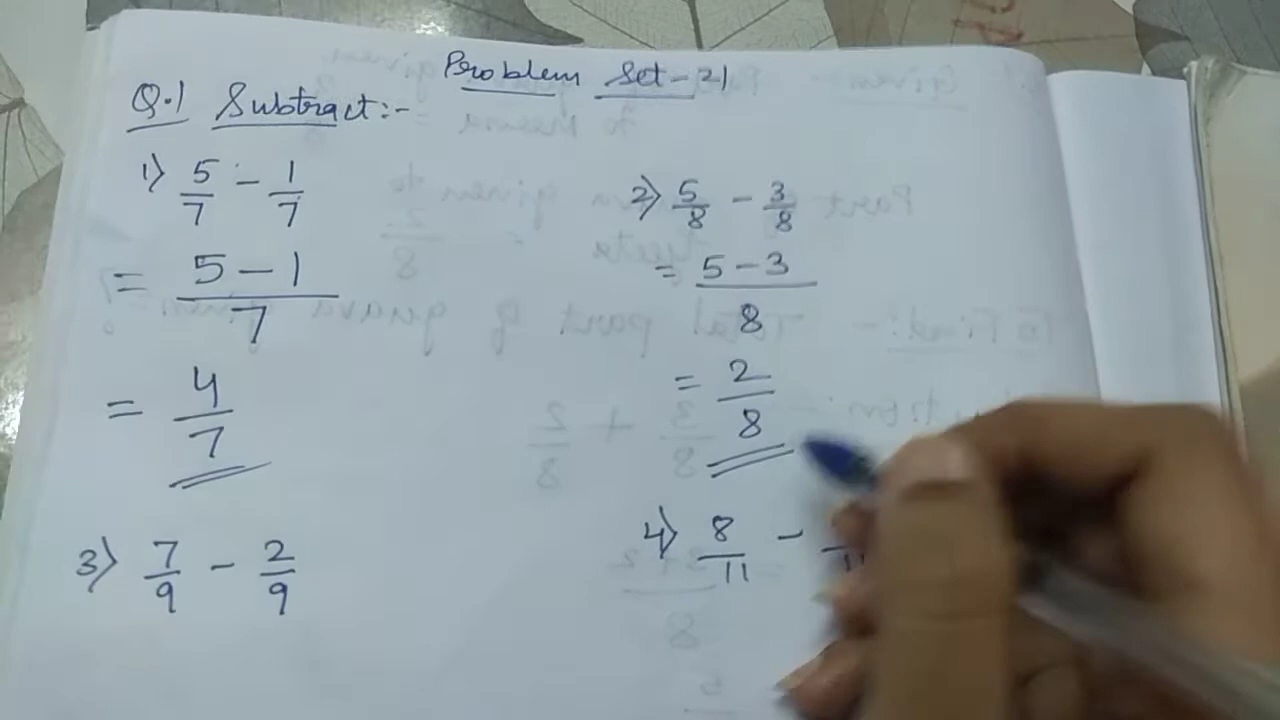 Problem Set-21
Q.1 Subtract:-
1) 5/7 - 1/7
= 5-1/7
= 4/7
2) 5/8 - 3/8
= 5-3/8
= 2/8
3) 7/9 - 2/9
4) 8/11 - /11